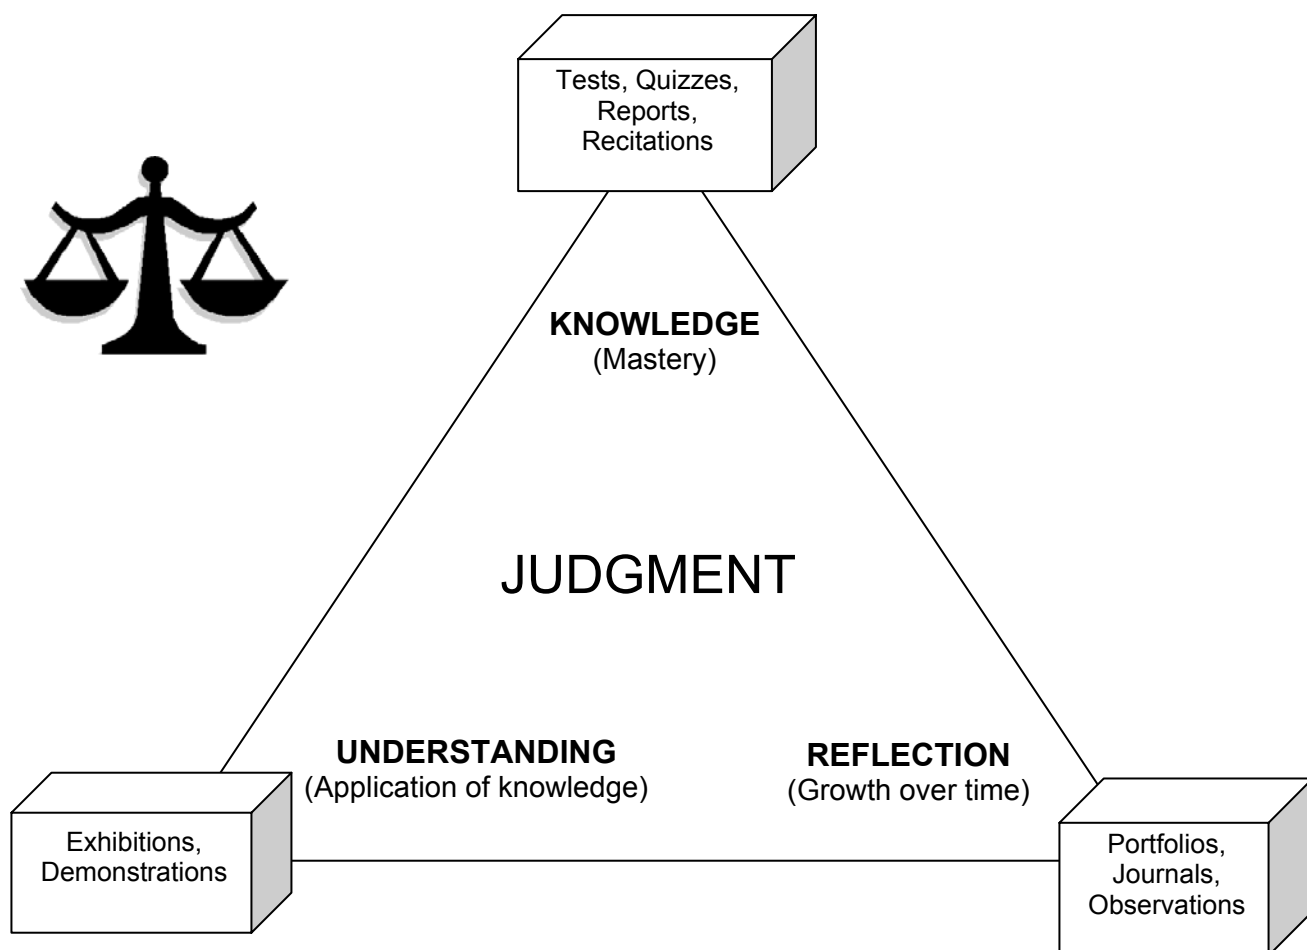 Tests, Quizzes,
Reports,
Recitations
KNOWLEDGE
(Mastery)
JUDGMENT
UNDERSTANDING
(Application of knowledge)
REFLECTION
(Growth over time)
Exhibitions,
Demonstrations
Portfolios,
Journals,
Observations